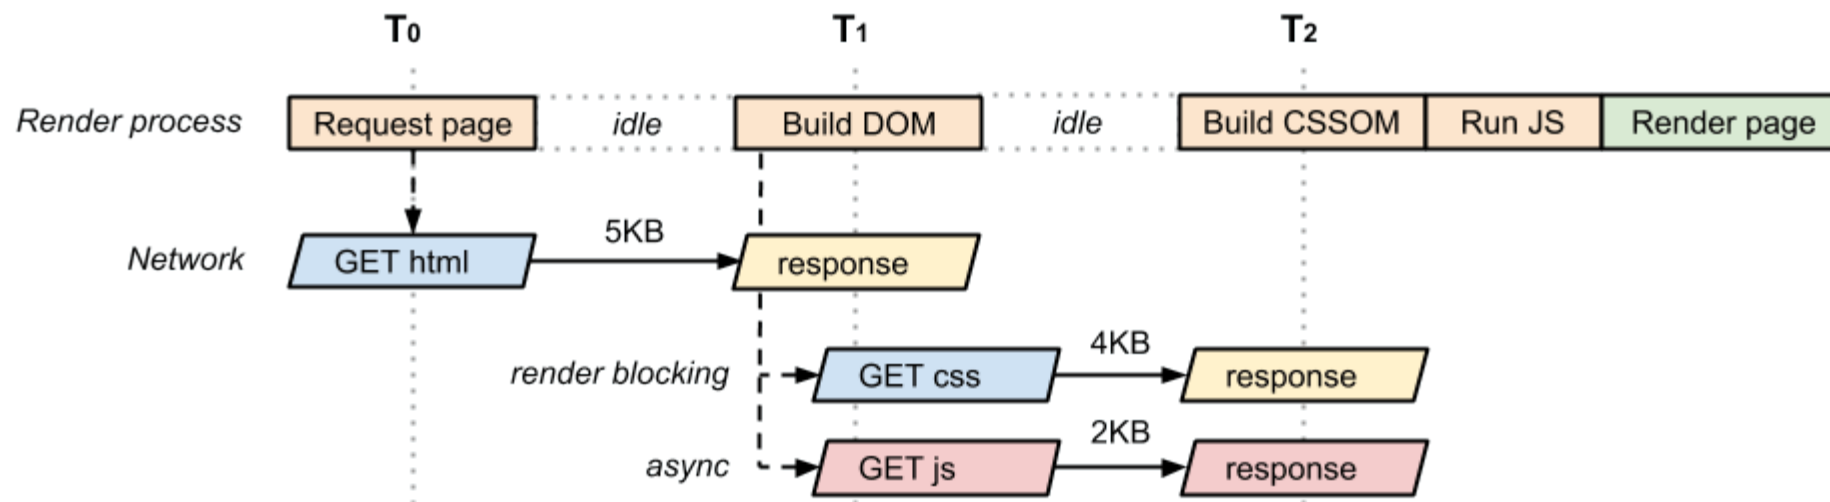 T0 T1 T2
Render process Request page idle Build DOM idle Build CSSOM Run JS Render page
5KB
Network GET html response
4KB
render blocking GET css response
2KB
async GET js response